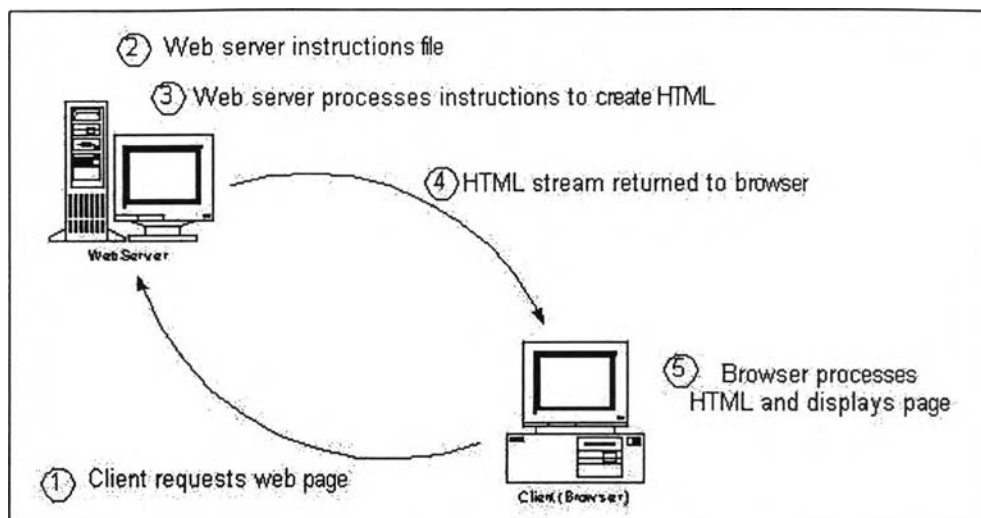 2 Web server instructions file
3 Web server processes instructions to create HTML
4 HTML stream returned to browser
WebServer
5 Browser processes
HTML and displays page
1 Client requests web page
Client (Browser)